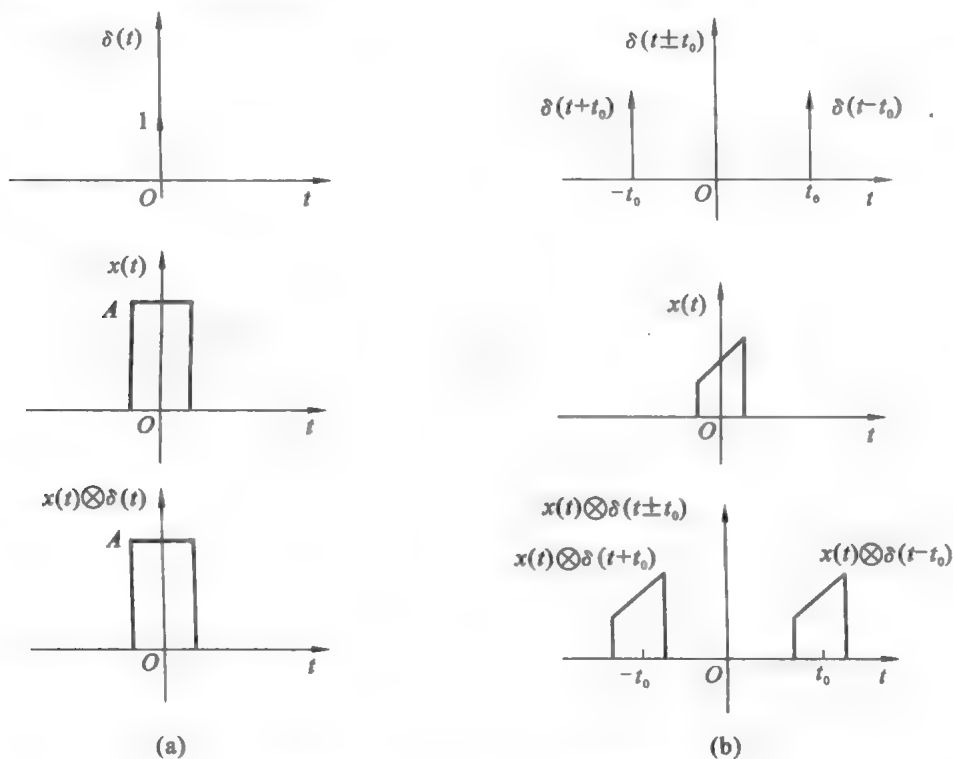 δ(t)
1
O
t
x(t)
A
O
t
x(t)⊗δ(t)
A
O
t
(a)
δ(t±t₀)
δ(t+t₀)
δ(t−t₀)
−t₀
O
t₀
t
x(t)
O
t
x(t)⊗δ(t±t₀)
x(t)⊗δ(t+t₀)
x(t)⊗δ(t−t₀)
−t₀
O
t₀
t
(b)